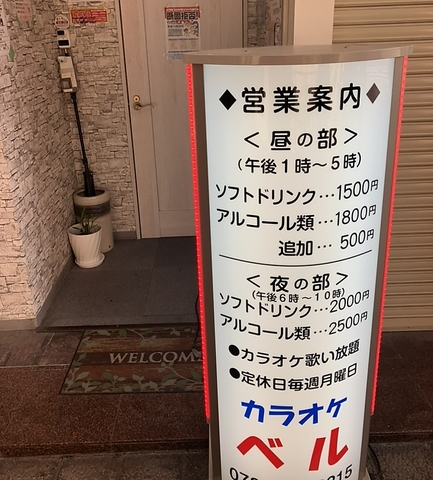 ◆営業案内◆
＜昼の部＞
(午後1時〜5時)
ソフトドリンク…1500円
アルコール類…1800円
追加…500円
＜夜の部＞
(午後6時〜10時)
ソフトドリンク…2000円
アルコール類…2500円
●カラオケ歌い放題
●定休日毎週月曜日
カラオケ
ベル
WELCOME